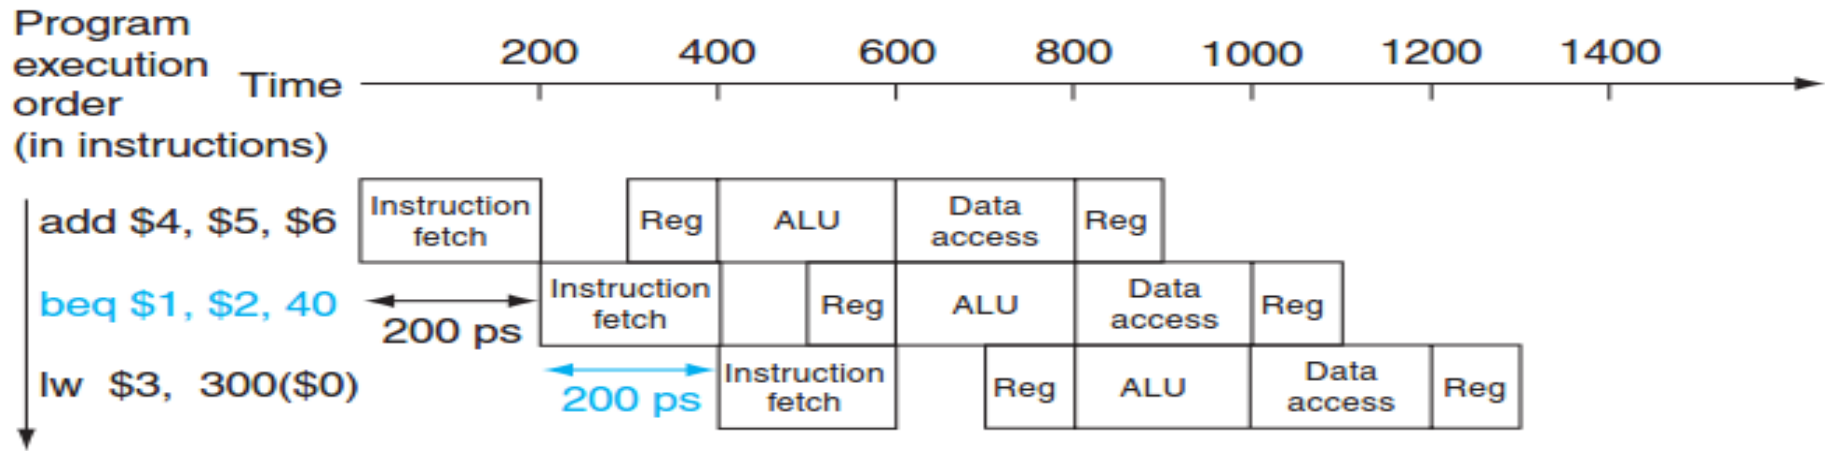 Program
execution
order
(in instructions)
Time
200 400 600 800 1000 1200 1400
add $4, $5, $6
Instruction
fetch
Reg
ALU
Data
access
Reg
beq $1, $2, 40
200 ps
Instruction
fetch
Reg
ALU
Data
access
Reg
lw $3, 300($0)
200 ps
Instruction
fetch
Reg
ALU
Data
access
Reg